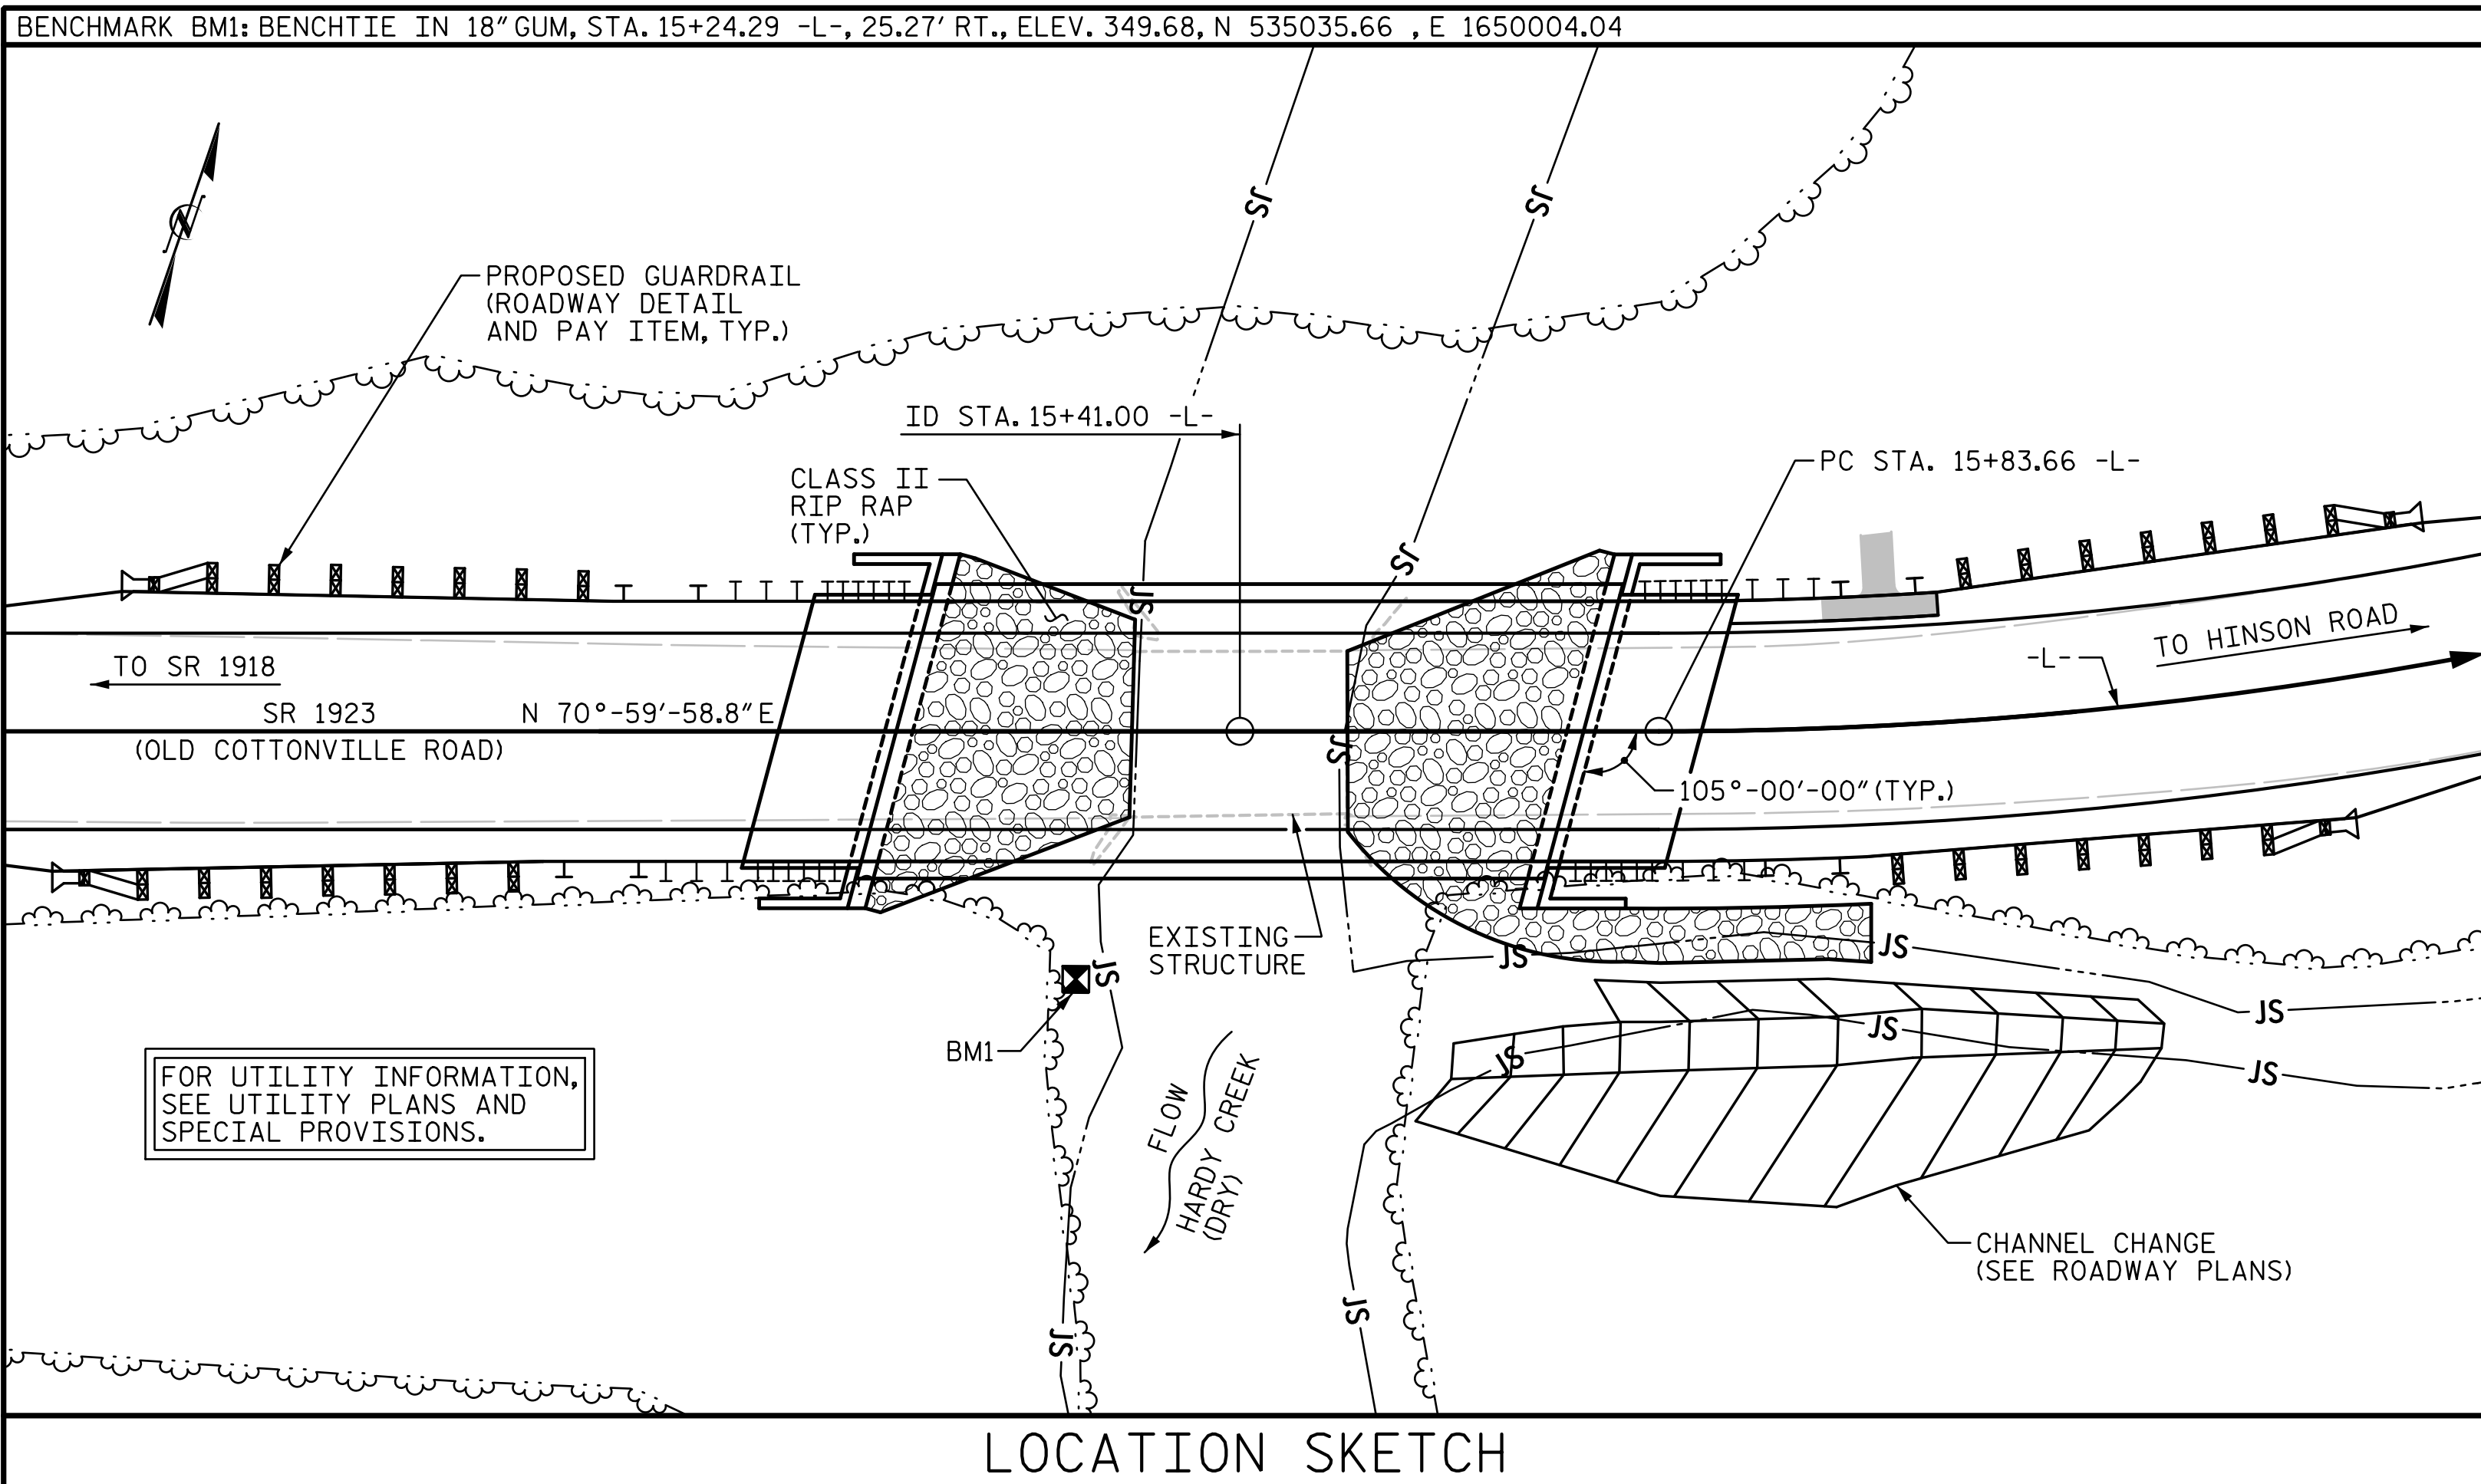 BENCHMARK BM1: BENCHTIE IN 18" GUM, STA. 15+24.29 -L-, 25.27' RT., ELEV. 349.68, N 535035.66 , E 1650004.04
N
JS
JS
PROPOSED GUARDRAIL
(ROADWAY DETAIL
AND PAY ITEM, TYP.)
ID STA. 15+41.00 -L-
PC STA. 15+83.66 -L-
CLASS II
RIP RAP
(TYP.)
JS
JS
TO HINSON ROAD
-L-
TO SR 1918
SR 1923
N 70°-59'-58.8" E
(OLD COTTONVILLE ROAD)
JS
105°-00'-00" (TYP.)
EXISTING
STRUCTURE
JS
JS
JS
JS
JS
JS
JS
BM1
FOR UTILITY INFORMATION,
SEE UTILITY PLANS AND
SPECIAL PROVISIONS.
FLOW
HARDY CREEK
(DRY)
CHANNEL CHANGE
(SEE ROADWAY PLANS)
JS
JS
LOCATION SKETCH